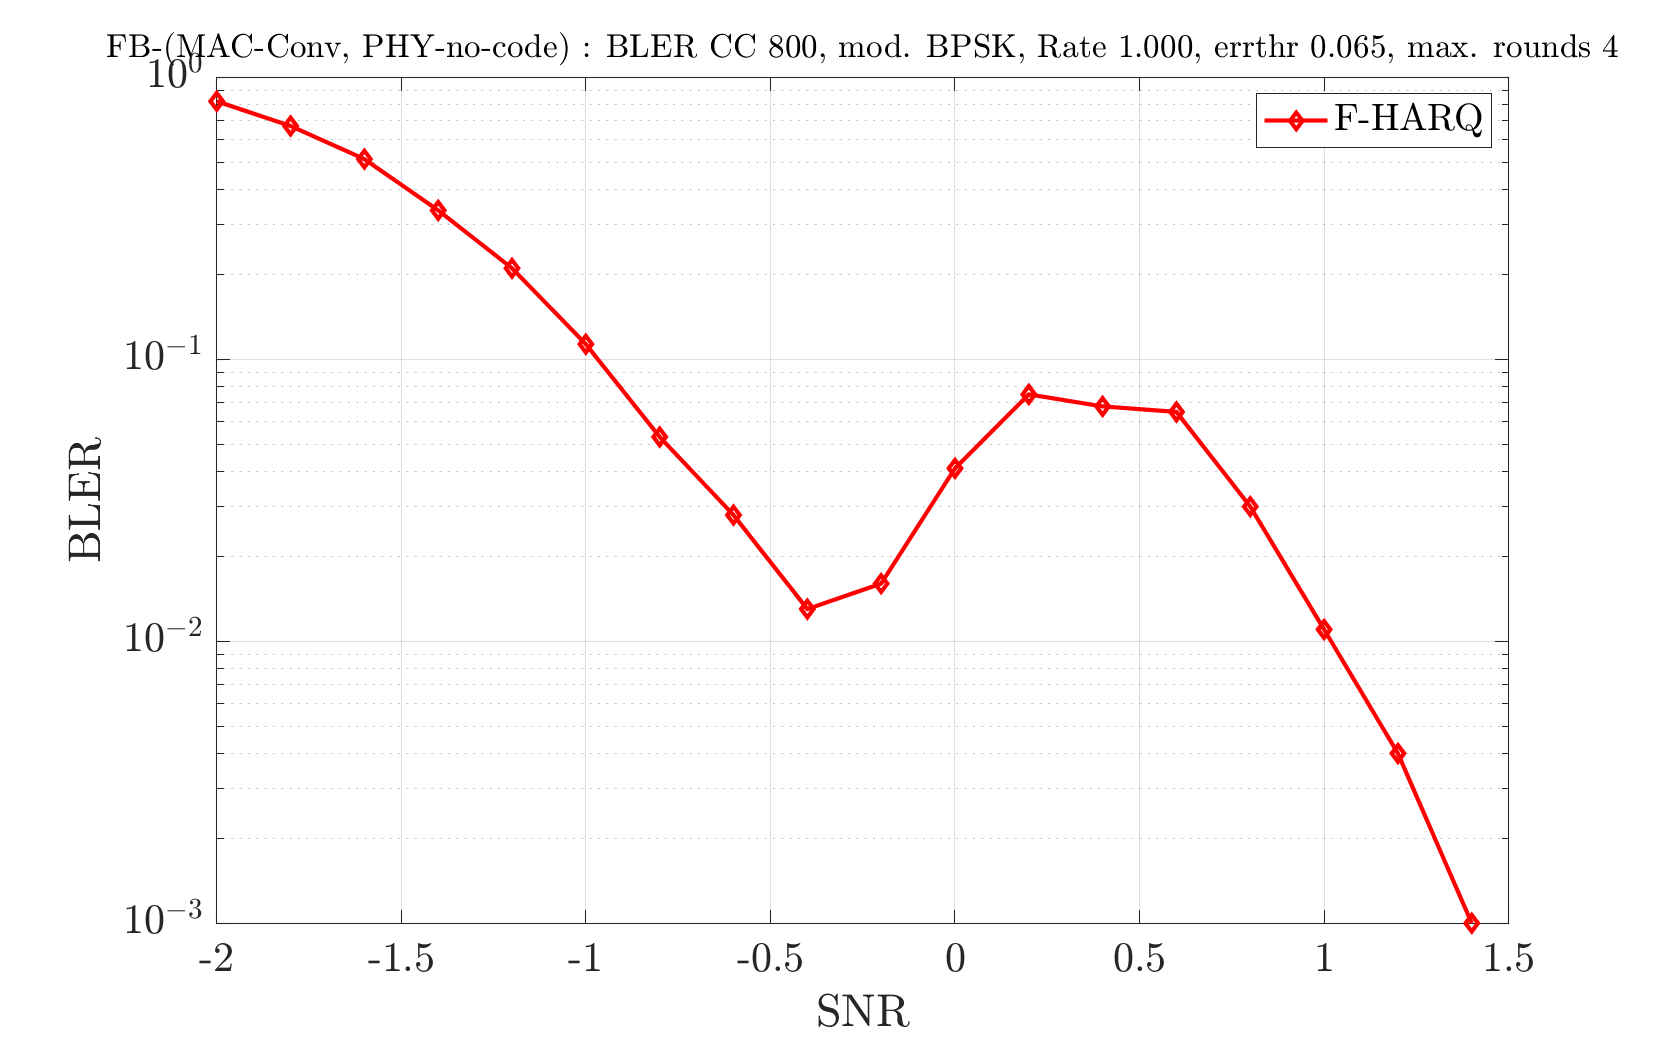 FB-(MAC-Conv, PHY-no-code) : BLER CC 800, mod. BPSK, Rate 1.000, errthr 0.065, max. rounds 4
10⁰
F-HARQ
10⁻¹
BLER
10⁻²
10⁻³
-2 -1.5 -1 -0.5 0 0.5 1 1.5
SNR